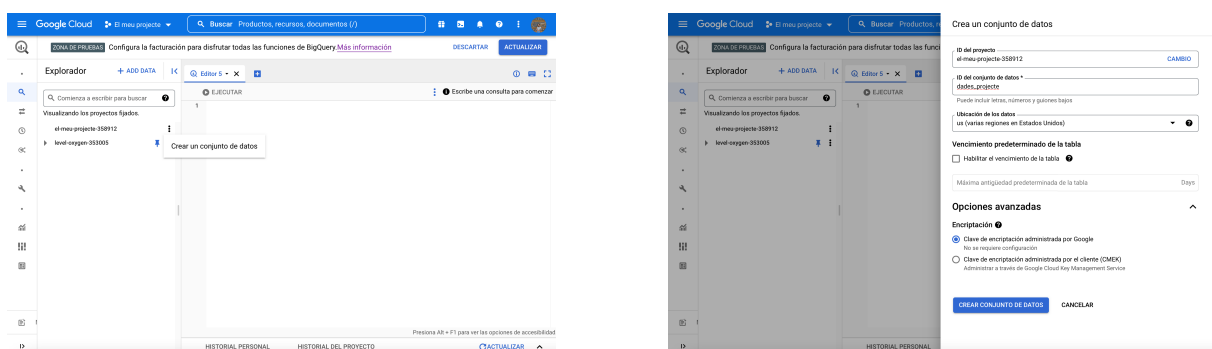 Google Cloud
El meu projecte
Buscar Productos, recursos, documentos (/)
ZONA DE PRUEBAS Configura la facturación para disfrutar todas las funciones de BigQuery. Más información
DESCARTAR
ACTUALIZAR
Explorador
+ ADD DATA
Editor 5
Comienza a escribir para buscar
EJECUTAR
Escribe una consulta para comenzar
1
Visualizando los proyectos fijados.
el-meu-projecte-358912
level-oxygen-353005
Crear un conjunto de datos
Presiona Alt + F1 para ver las opciones de accesibilidad
HISTORIAL PERSONAL
HISTORIAL DEL PROYECTO
ACTUALIZAR
Google Cloud
El meu projecte
Buscar Productos, r
ZONA DE PRUEBAS Configura la facturación para disfrutar todas las funci
Explorador
+ ADD DATA
Editor 5
Comienza a escribir para buscar
EJECUTAR
1
Visualizando los proyectos fijados.
el-meu-projecte-358912
level-oxygen-353005
HISTORIAL PERSONAL
Crea un conjunto de datos
ID del proyecto
el-meu-projecte-358912
CAMBIO
ID del conjunto de datos *
dades_projecte
Puede incluir letras, números y guiones bajos
Ubicación de los datos
us (varias regiones en Estados Unidos)
Vencimiento predeterminado de la tabla
Habilitar el vencimiento de la tabla
Máxima antigüedad predeterminada de la tabla
Days
Opciones avanzadas
Encriptación
Clave de encriptación administrada por Google
No se requiere configuración
Clave de encriptación administrada por el cliente (CMEK)
Administrar a través de Google Cloud Key Management Service
CREAR CONJUNTO DE DATOS
CANCELAR